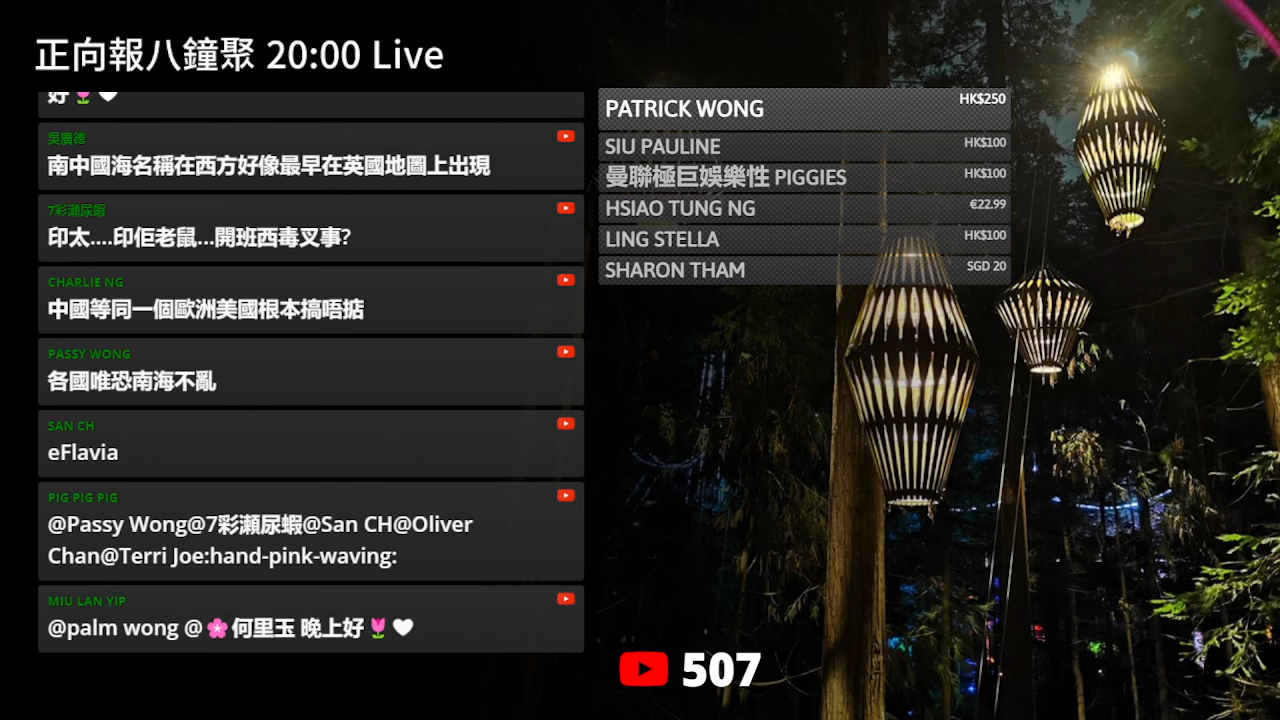 正向報八鐘聚 20:00 Live
好🌷🤍
吳廣德
南中國海名稱在西方好像最早在英國地圖上出現
7彩瀨尿蝦
印太....印佢老鼠...開班西毒叉事?
CHARLIE NG
中國等同一個歐洲美國根本搞唔掂
PASSY WONG
各國唯恐南海不亂
SAN CH
eFlavia
PIG PIG PIG
@Passy Wong@7彩瀨尿蝦@San CH@Oliver
Chan@Terri Joe:hand-pink-waving:
MIU LAN YIP
@palm wong @🌸何里玉 晚上好🌷🤍
PATRICK WONG HK$250
SIU PAULINE HK$100
曼聯極巨娛樂性 PIGGIES HK$100
HSIAO TUNG NG €22.99
LING STELLA HK$100
SHARON THAM SGD 20
507